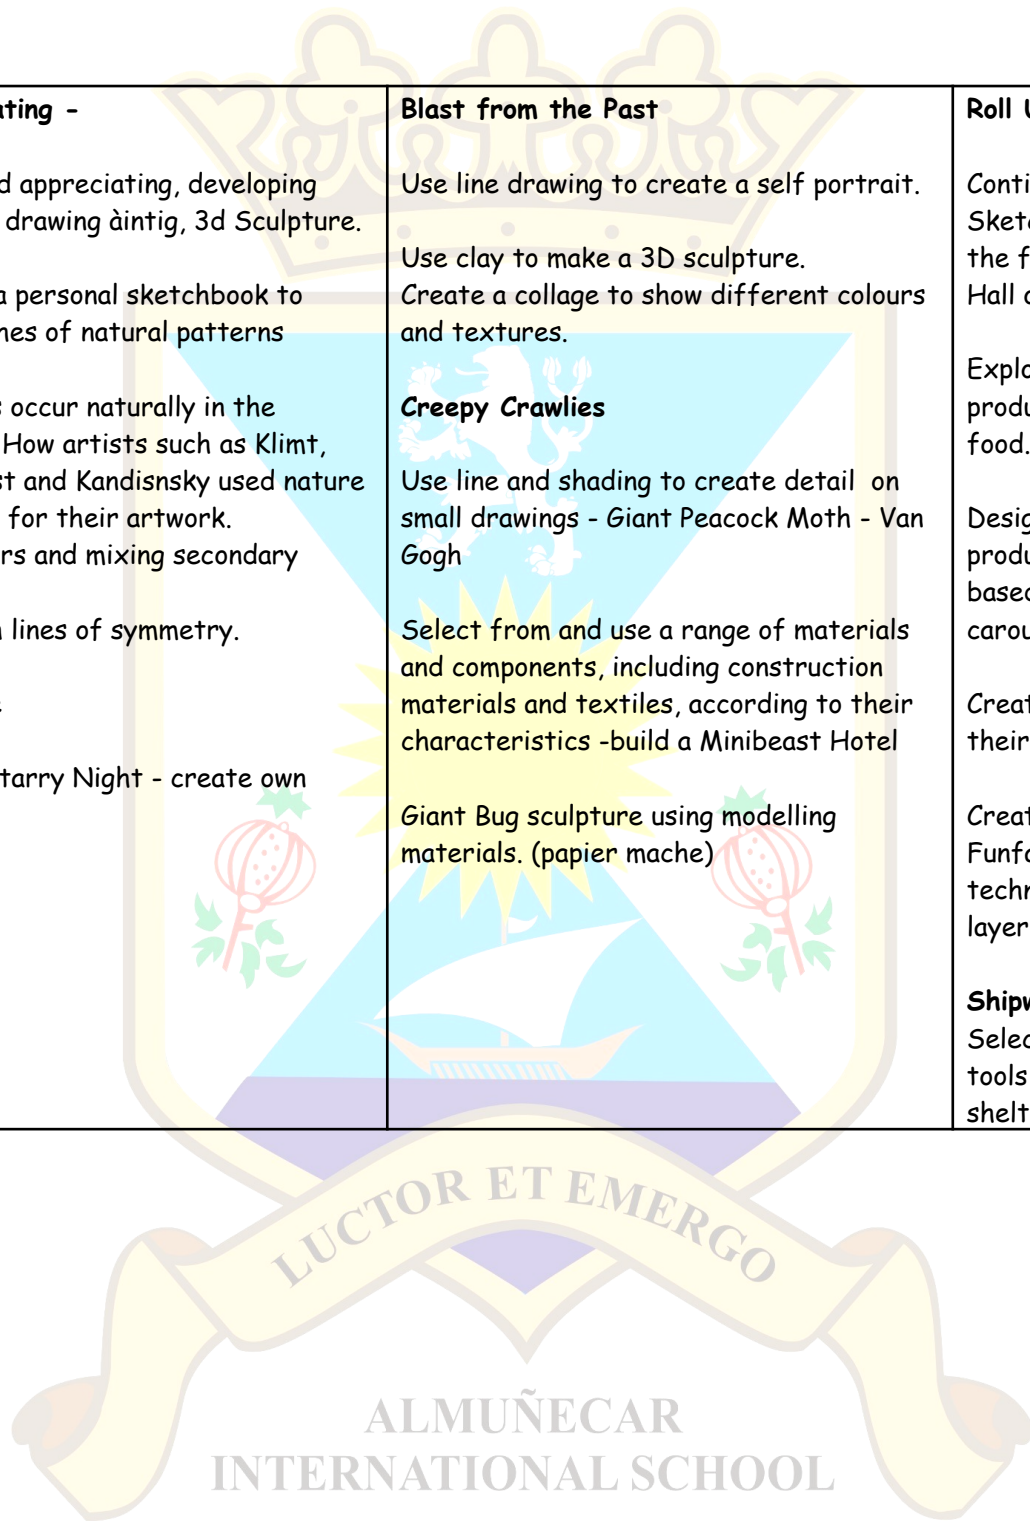 ating -
d appreciating, developing
drawing àintig, 3d Sculpture.
a personal sketchbook to
nes of natural patterns
s occur naturally in the
How artists such as Klimt,
st and Kandisnsky used nature
for their artwork.
rs and mixing secondary
lines of symmetry.
tarry Night - create own
Blast from the Past
Use line drawing to create a self portrait.
Use clay to make a 3D sculpture.
Create a collage to show different colours
and textures.
Creepy Crawlies
Use line and shading to create detail on
small drawings - Giant Peacock Moth - Van
Gogh
Select from and use a range of materials
and components, including construction
materials and textiles, according to their
characteristics -build a Minibeast Hotel
Giant Bug sculpture using modelling
materials. (papier mache)
Roll U
Conti
Sket
the f
Hall
Explo
produ
food.
Desig
produ
based
carou
Creat
their
Creat
Funfa
techn
layer
Shipw
Selec
tools
shelt
LUCTOR ET EMERGO
ALMUÑECAR
INTERNATIONAL SCHOOL